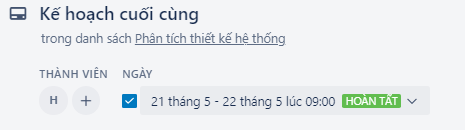 Kế hoạch cuối cùng
trong danh sách Phân tích thiết kế hệ thống
THÀNH VIÊN NGÀY
H + 21 tháng 5 - 22 tháng 5 lúc 09:00 HOÀN TẤT